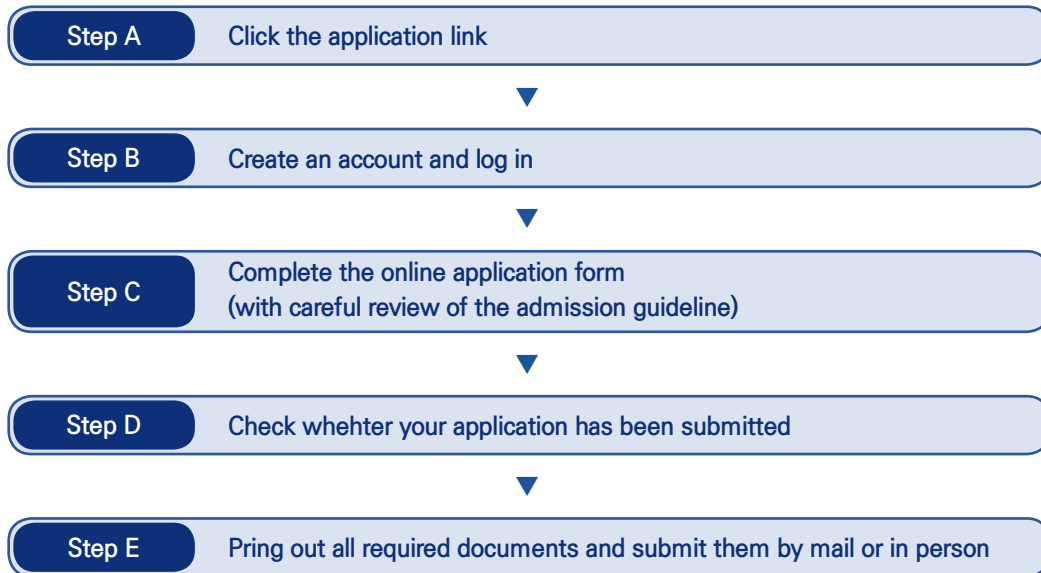 Step A
Click the application link
Step B
Create an account and log in
Step C
Complete the online application form
(with careful review of the admission guideline)
Step D
Check whehter your application has been submitted
Step E
Pring out all required documents and submit them by mail or in person